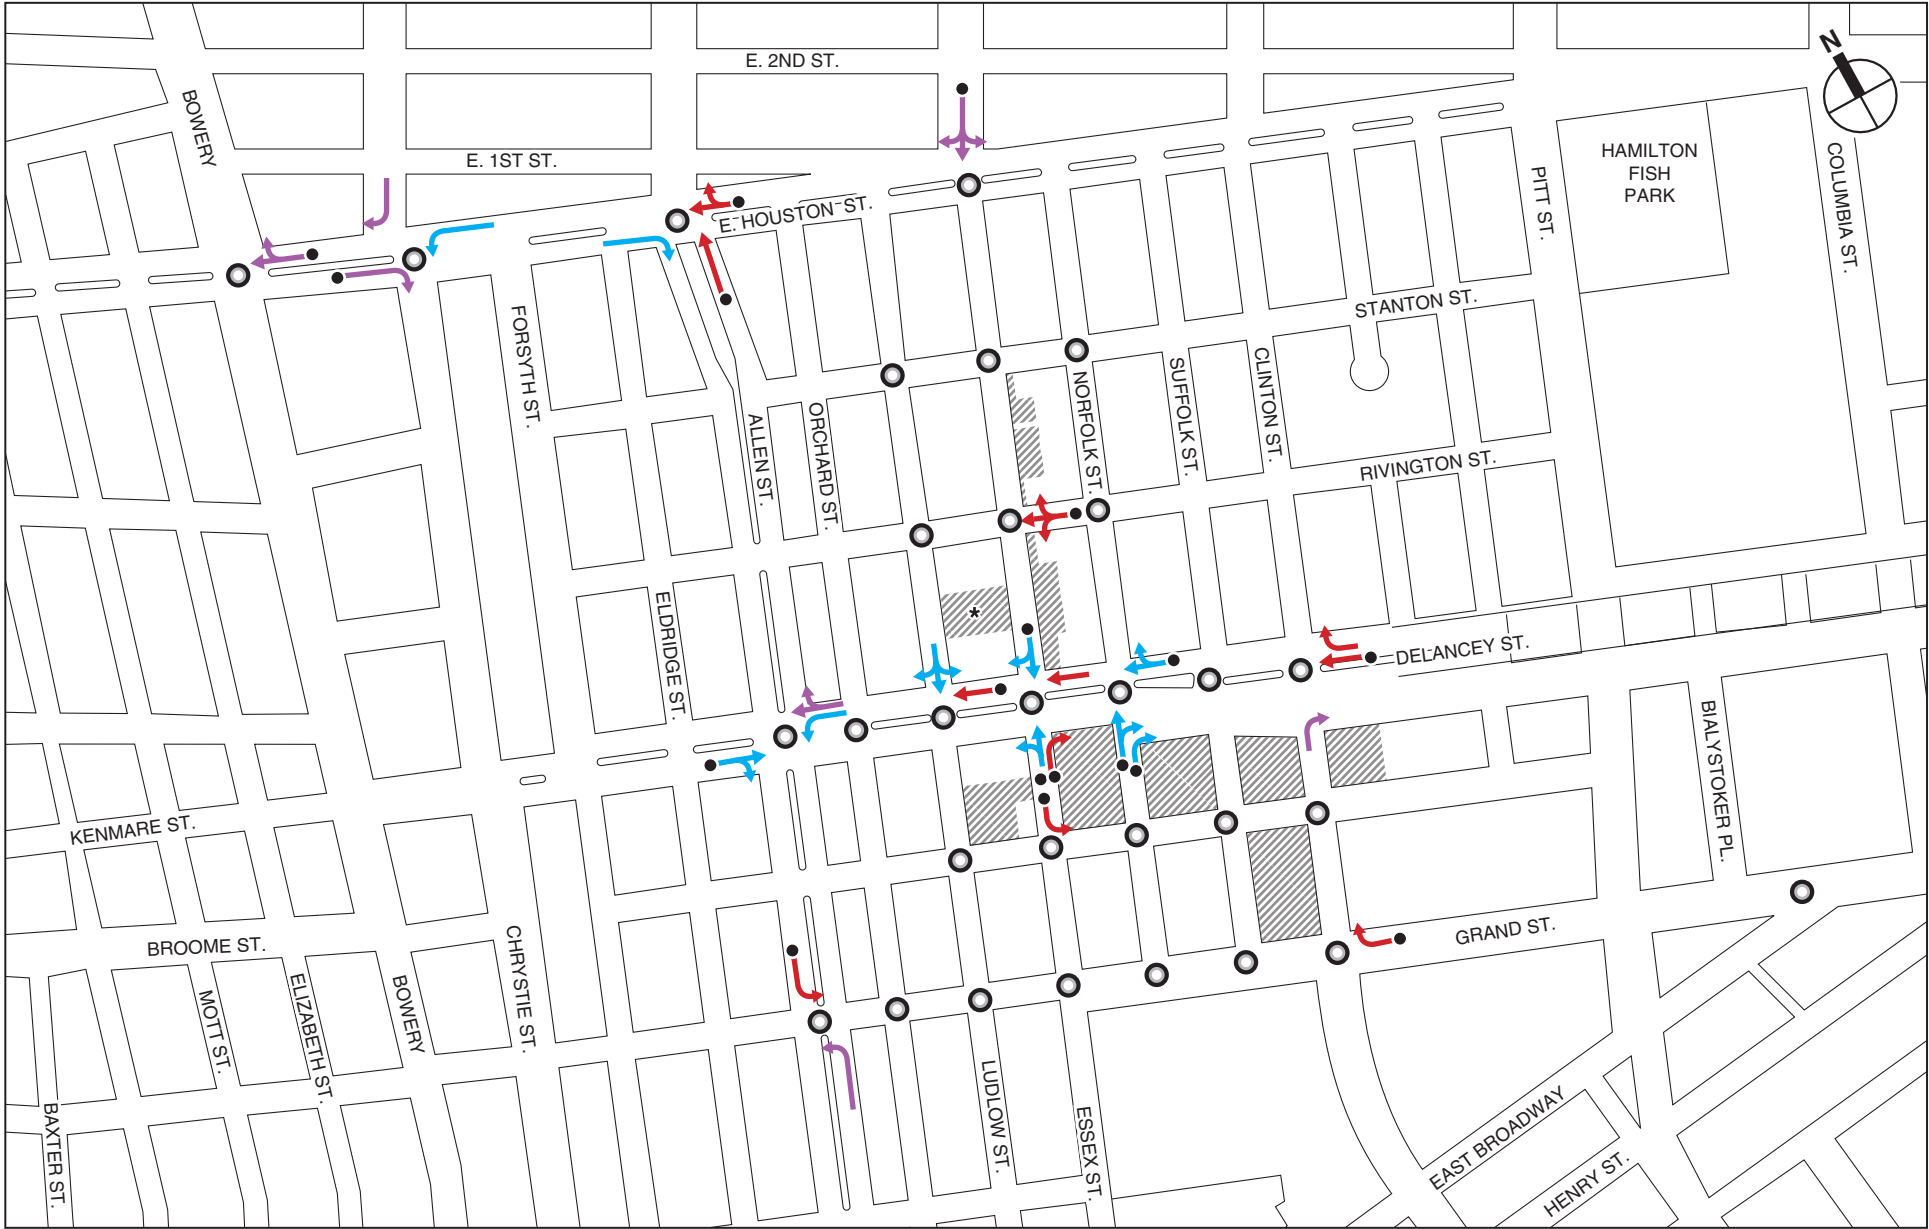 N
E. 2ND ST.
BOWERY
E. 1ST ST.
HAMILTON
FISH
PARK
COLUMBIA ST.
PITT ST.
E. HOUSTON ST.
STANTON ST.
FORSYTH ST.
NORFOLK ST.
SUFFOLK ST.
CLINTON ST.
ALLEN ST.
ORCHARD ST.
RIVINGTON ST.
ELDRIDGE ST.
*
DELANCEY ST.
BIALYSTOKER PL.
KENMARE ST.
BROOME ST.
GRAND ST.
CHRYSTIE ST.
MOTT ST.
ELIZABETH ST.
BOWERY
LUDLOW ST.
ESSEX ST.
BAXTER ST.
EAST BROADWAY
HENRY ST.